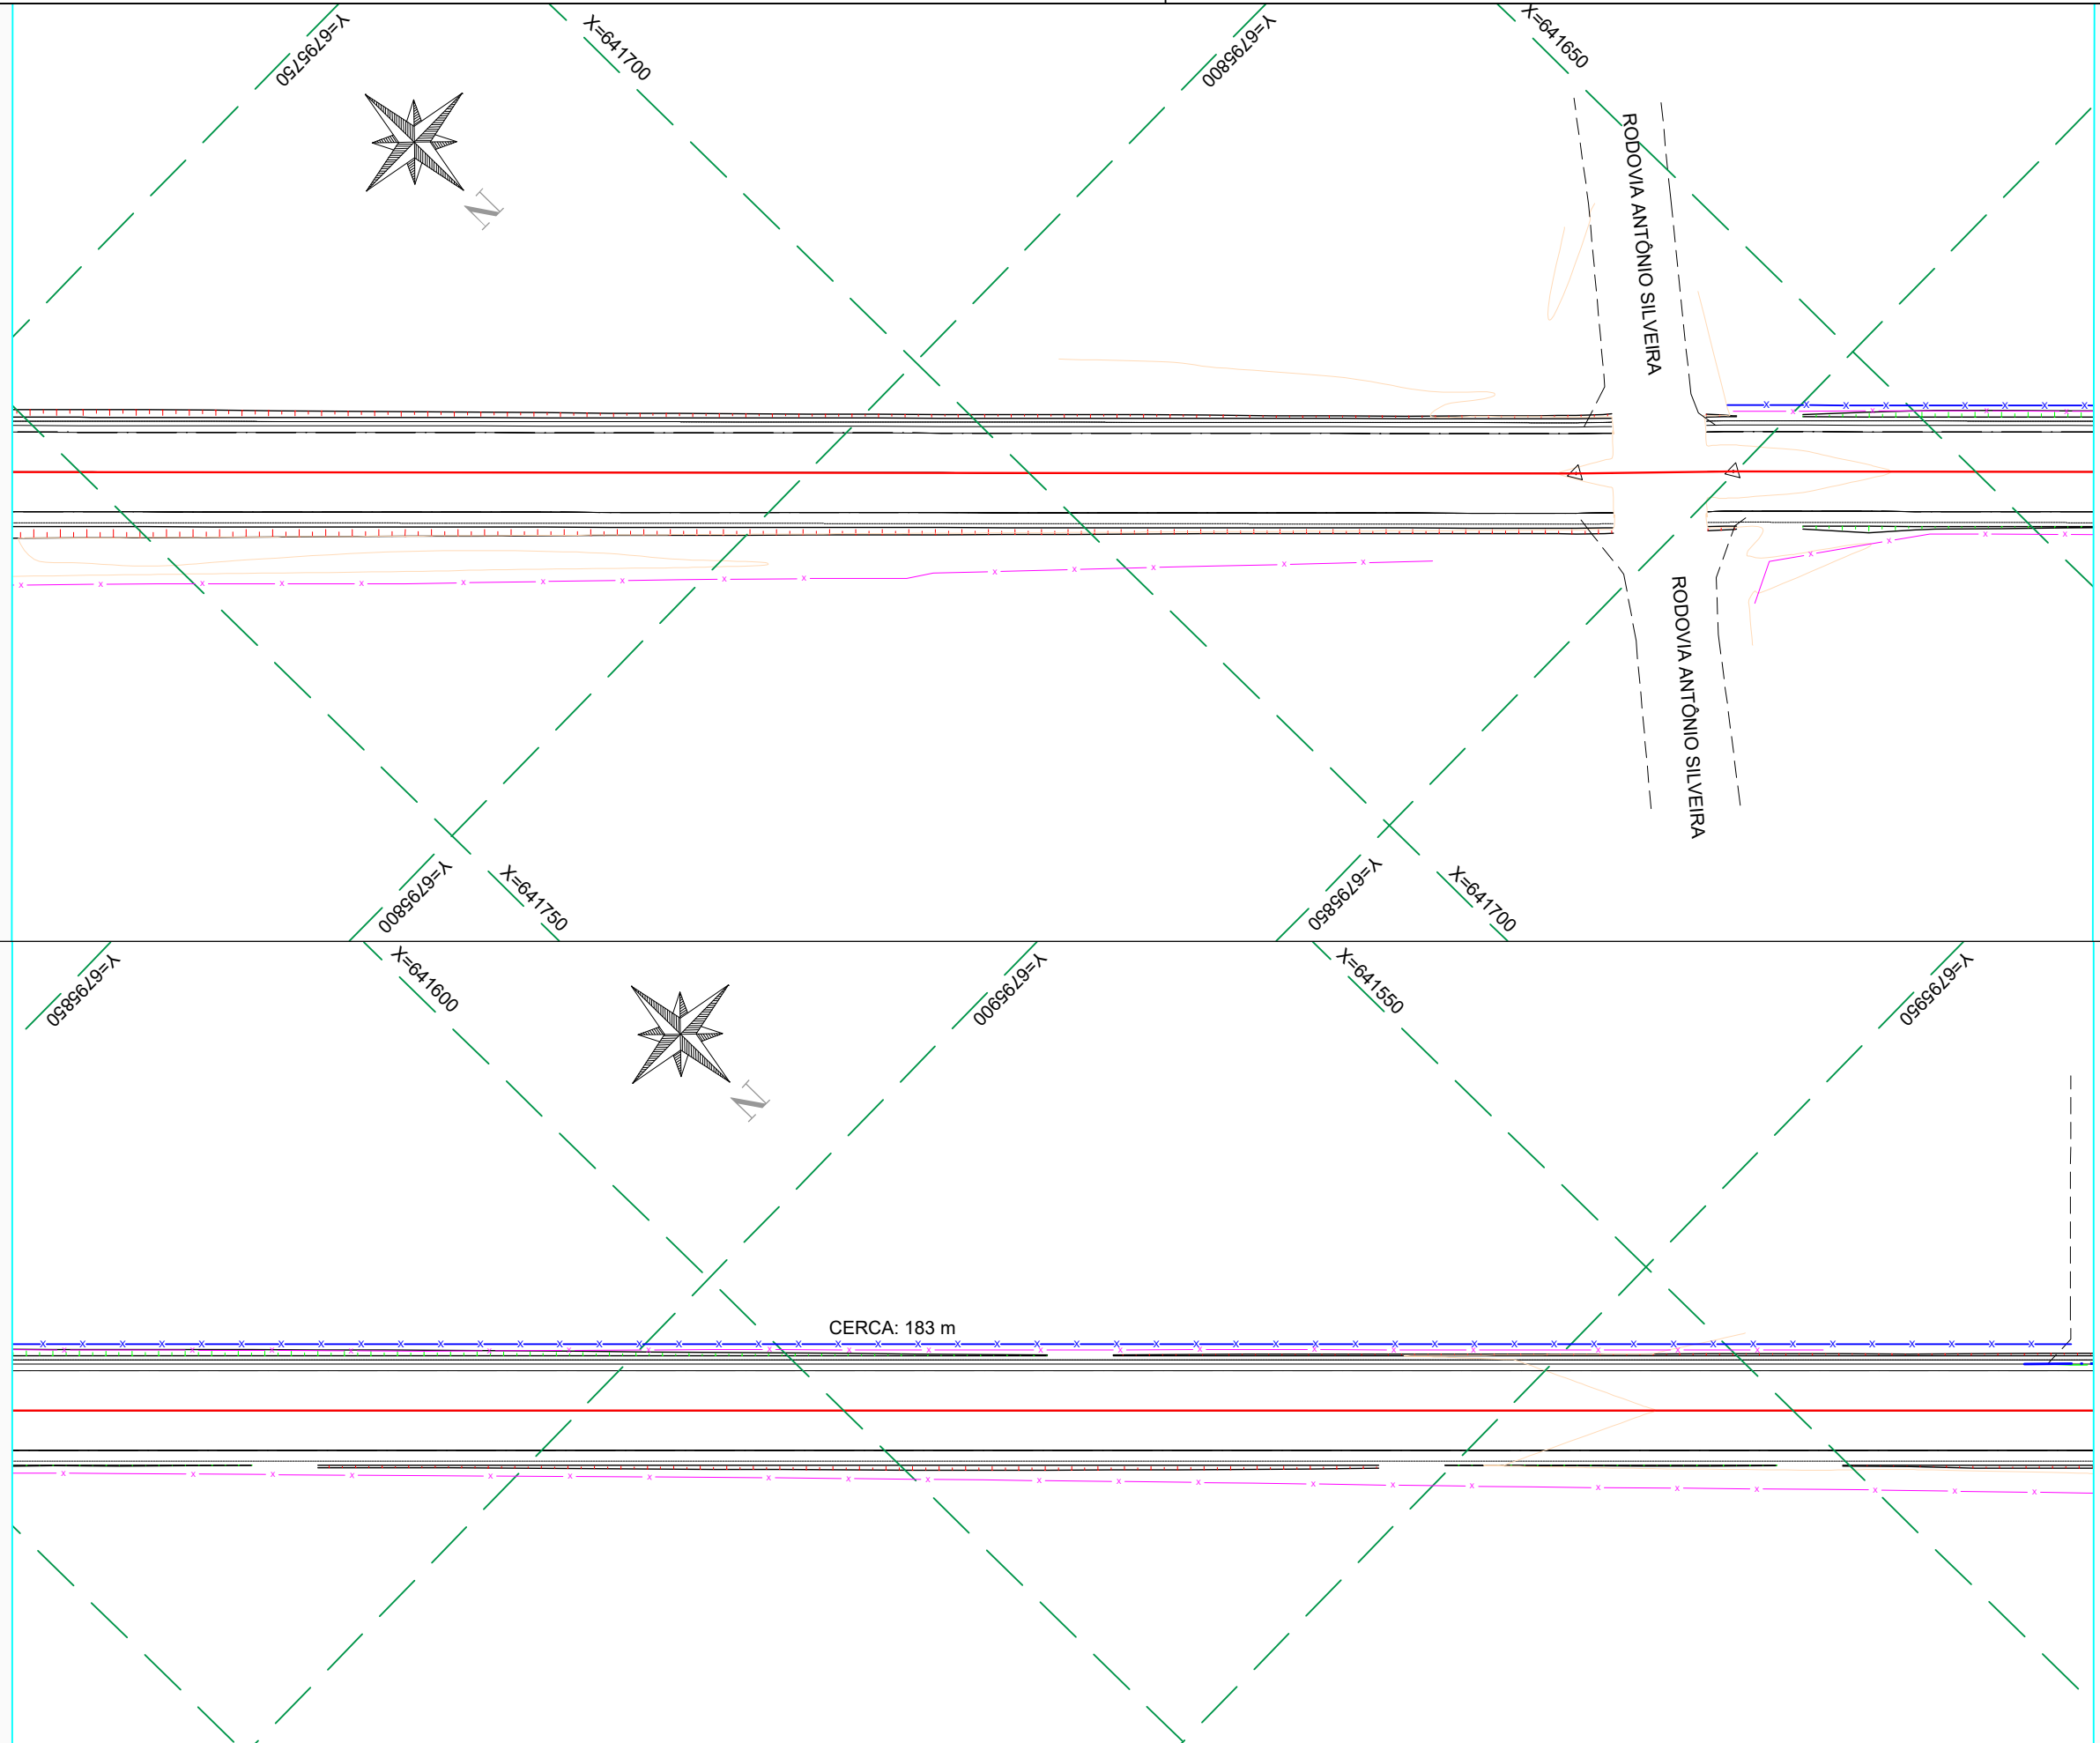 Y=6795750
X=641700
Y=6795800
X=641650
N
RODOVIA ANTÔNIO SILVEIRA
RODOVIA ANTÔNIO SILVEIRA
Y=6795800
X=641750
Y=6795850
X=641700
Y=6795850
X=641600
Y=6795900
X=641550
Y=6795950
N
CERCA: 183 m